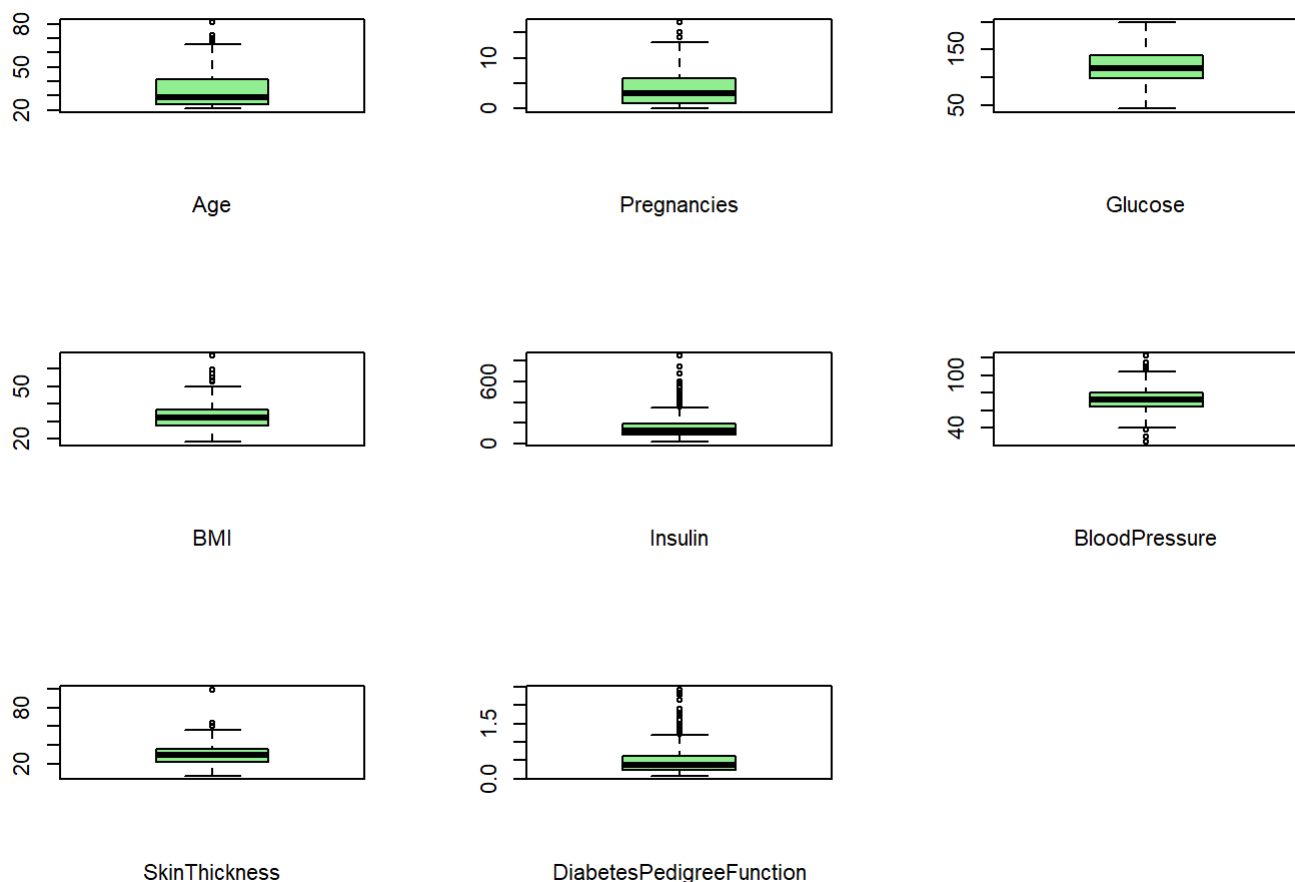 80
50
20
Age
10
0
Pregnancies
150
50
Glucose
50
20
BMI
600
0
Insulin
100
40
BloodPressure
80
20
SkinThickness
1.5
0.0
DiabetesPedigreeFunction